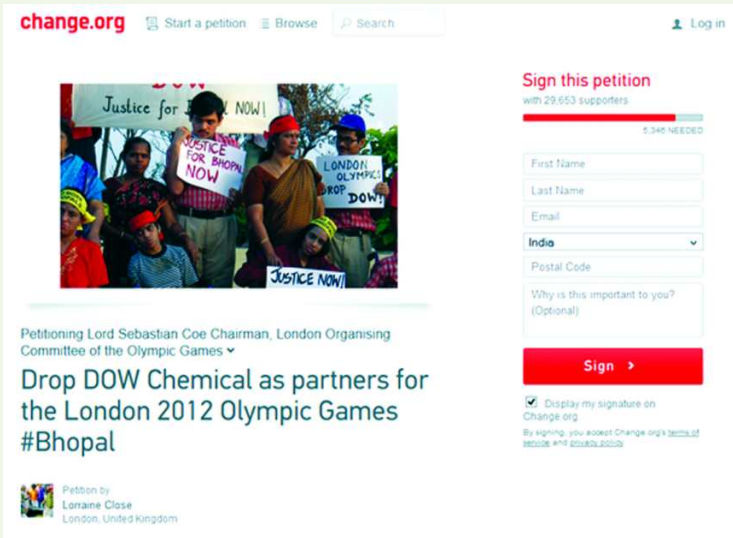 change.org Start a petition Browse Search Log in
DOW
Justice for NOW!
JUSTICE
FOR BHOPAL
NOW
LONDON
OLYMPICS
DROP DOW!
JUSTICE NOW!
Sign this petition
with 29,653 supporters
5,346 NEEDED
First Name
Last Name
Email
India
Postal Code
Why is this important to you?
(Optional)
Sign >
Display my signature on
Change.org
By signing, you accept Change.org's terms of
service and privacy policy
Petitioning Lord Sebastian Coe Chairman, London Organising
Committee of the Olympic Games
Drop DOW Chemical as partners for
the London 2012 Olympic Games
#Bhopal
Petition by
Lorraine Close
London, United Kingdom